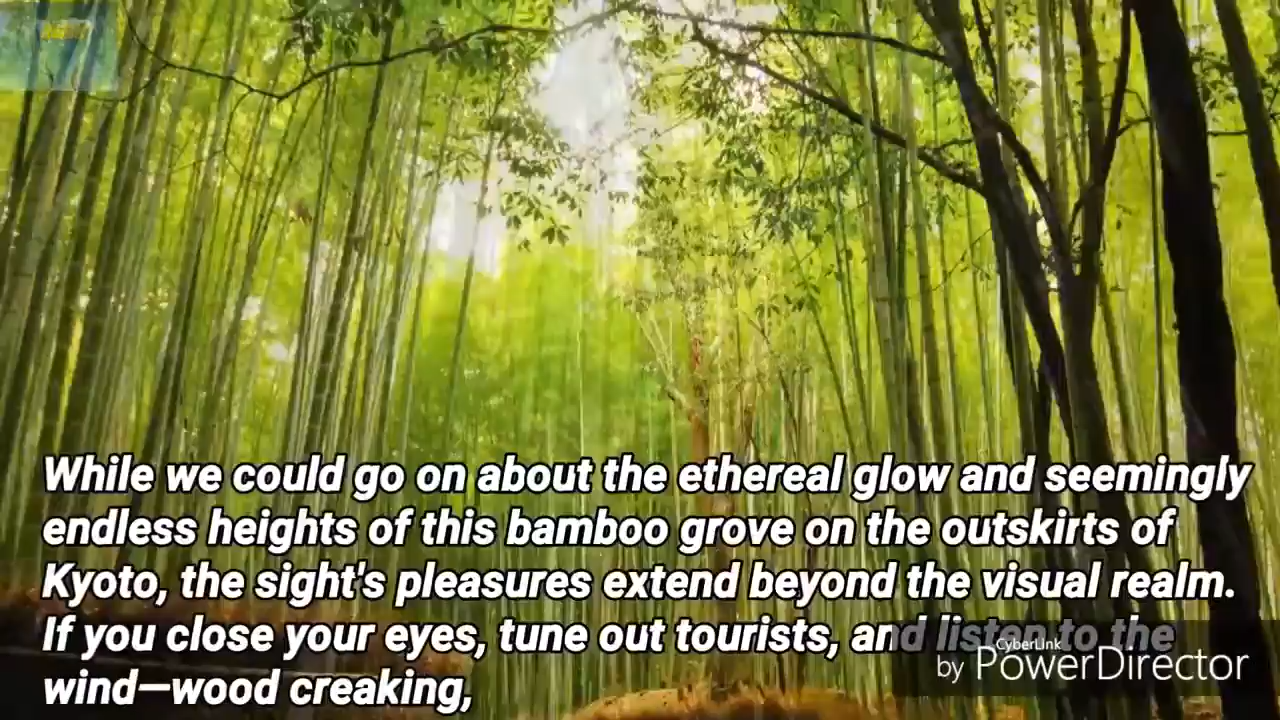 While we could go on about the ethereal glow and seemingly
endless heights of this bamboo grove on the outskirts of
Kyoto, the sight's pleasures extend beyond the visual realm.
If you close your eyes, tune out tourists, and listen to the
wind—wood creaking,
CyberLink
by PowerDirector